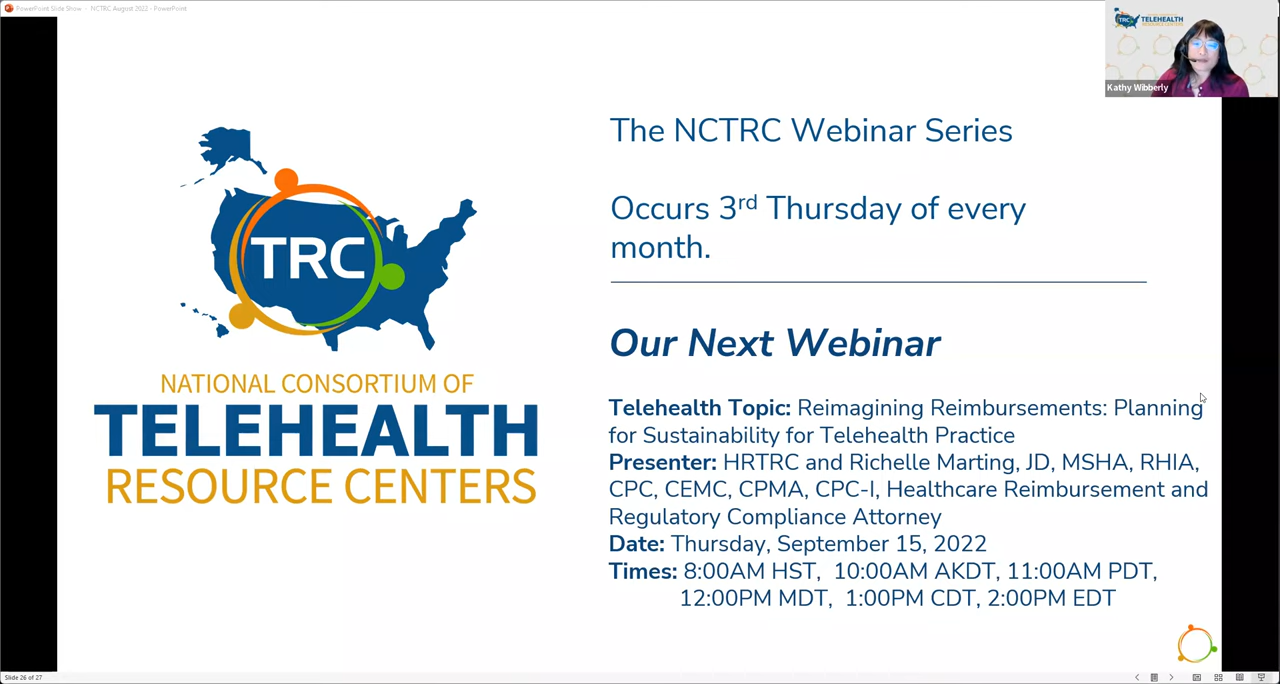 PowerPoint Slide Show - NCTRC August 2022 - PowerPoint
TRC
TELEHEALTH
RESOURCE CENTERS
Kathy Wibberly
TRC
NATIONAL CONSORTIUM OF
TELEHEALTH
RESOURCE CENTERS
The NCTRC Webinar Series
Occurs 3rd Thursday of every
month.
Our Next Webinar
Telehealth Topic: Reimagining Reimbursements: Planning
for Sustainability for Telehealth Practice
Presenter: HRTRC and Richelle Marting, JD, MSHA, RHIA,
CPC, CEMC, CPMA, CPC-I, Healthcare Reimbursement and
Regulatory Compliance Attorney
Date: Thursday, September 15, 2022
Times: 8:00AM HST, 10:00AM AKDT, 11:00AM PDT,
12:00PM MDT, 1:00PM CDT, 2:00PM EDT
Slide 26 of 27